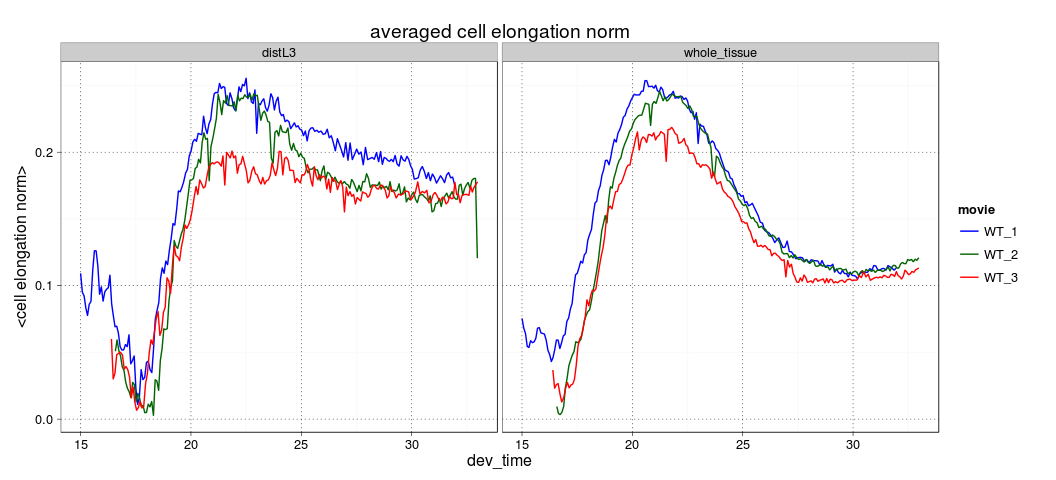 averaged cell elongation norm
distL3
whole_tissue
<cell elongation norm>
0.2
0.1
0.0
15
20
25
30
15
20
25
30
dev_time
movie
WT_1
WT_2
WT_3